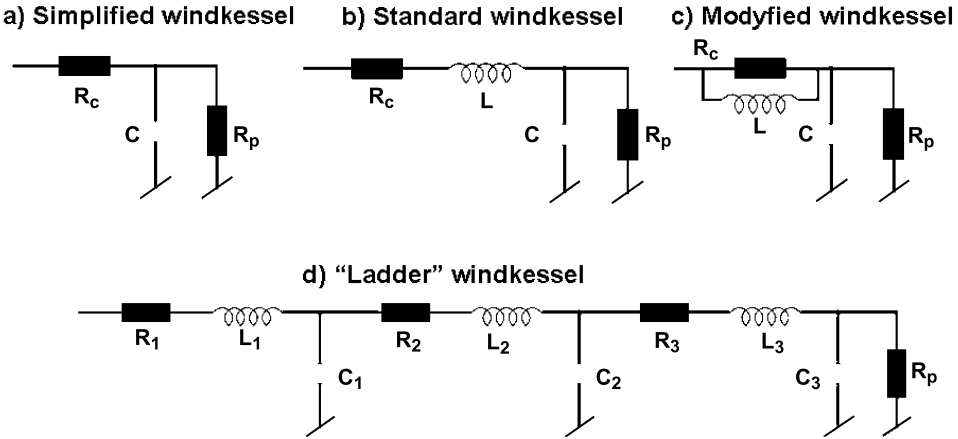 a) Simplified windkessel
b) Standard windkessel
c) Modyfied windkessel
Rc
C
Rp
Rc
L
C
Rp
Rc
L
C
Rp
d) “Ladder” windkessel
R1
L1
C1
R2
L2
C2
R3
L3
C3
Rp